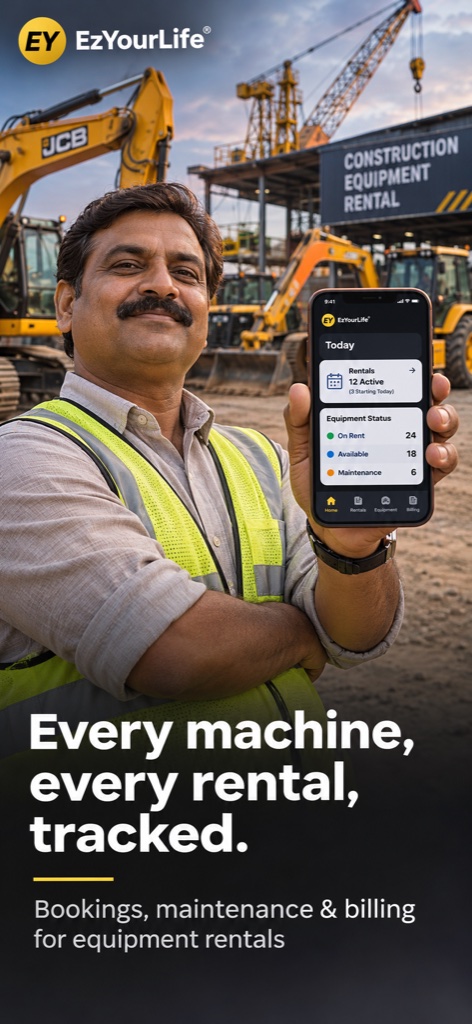 EY EzYourLife®
JCB
CONSTRUCTION
EQUIPMENT
RENTAL
9:41
EY EzYourLife®
Today
Rentals →
12 Active
(3 Starting Today)
Equipment Status
On Rent 24
Available 18
Maintenance 6
Home Rentals Equipment Billing
Every machine,
every rental,
tracked.
Bookings, maintenance & billing
for equipment rentals